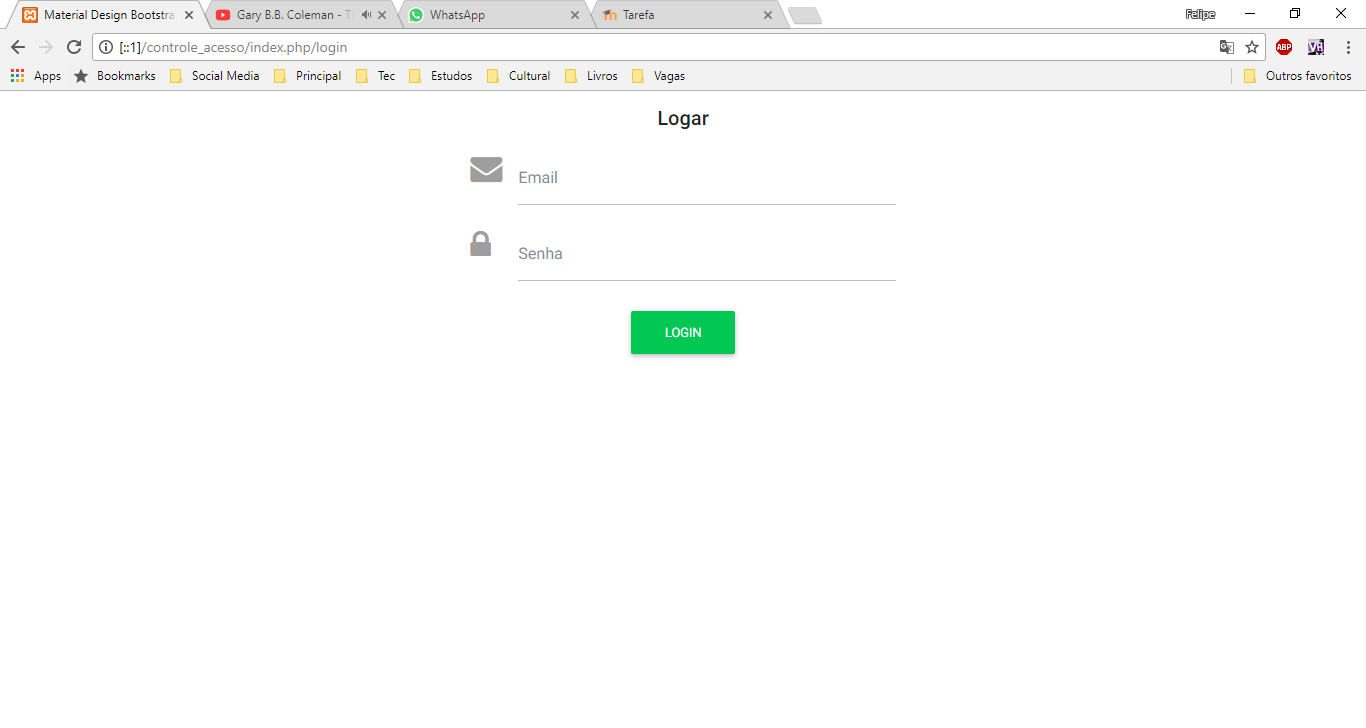 Material Design Bootstra
Gary B.B. Coleman - T
WhatsApp
Tarefa
Felipe
[::1]/controle_acesso/index.php/login
ABP
Apps Bookmarks Social Media Principal Tec Estudos Cultural Livros Vagas Outros favoritos
Logar
Email
Senha
LOGIN